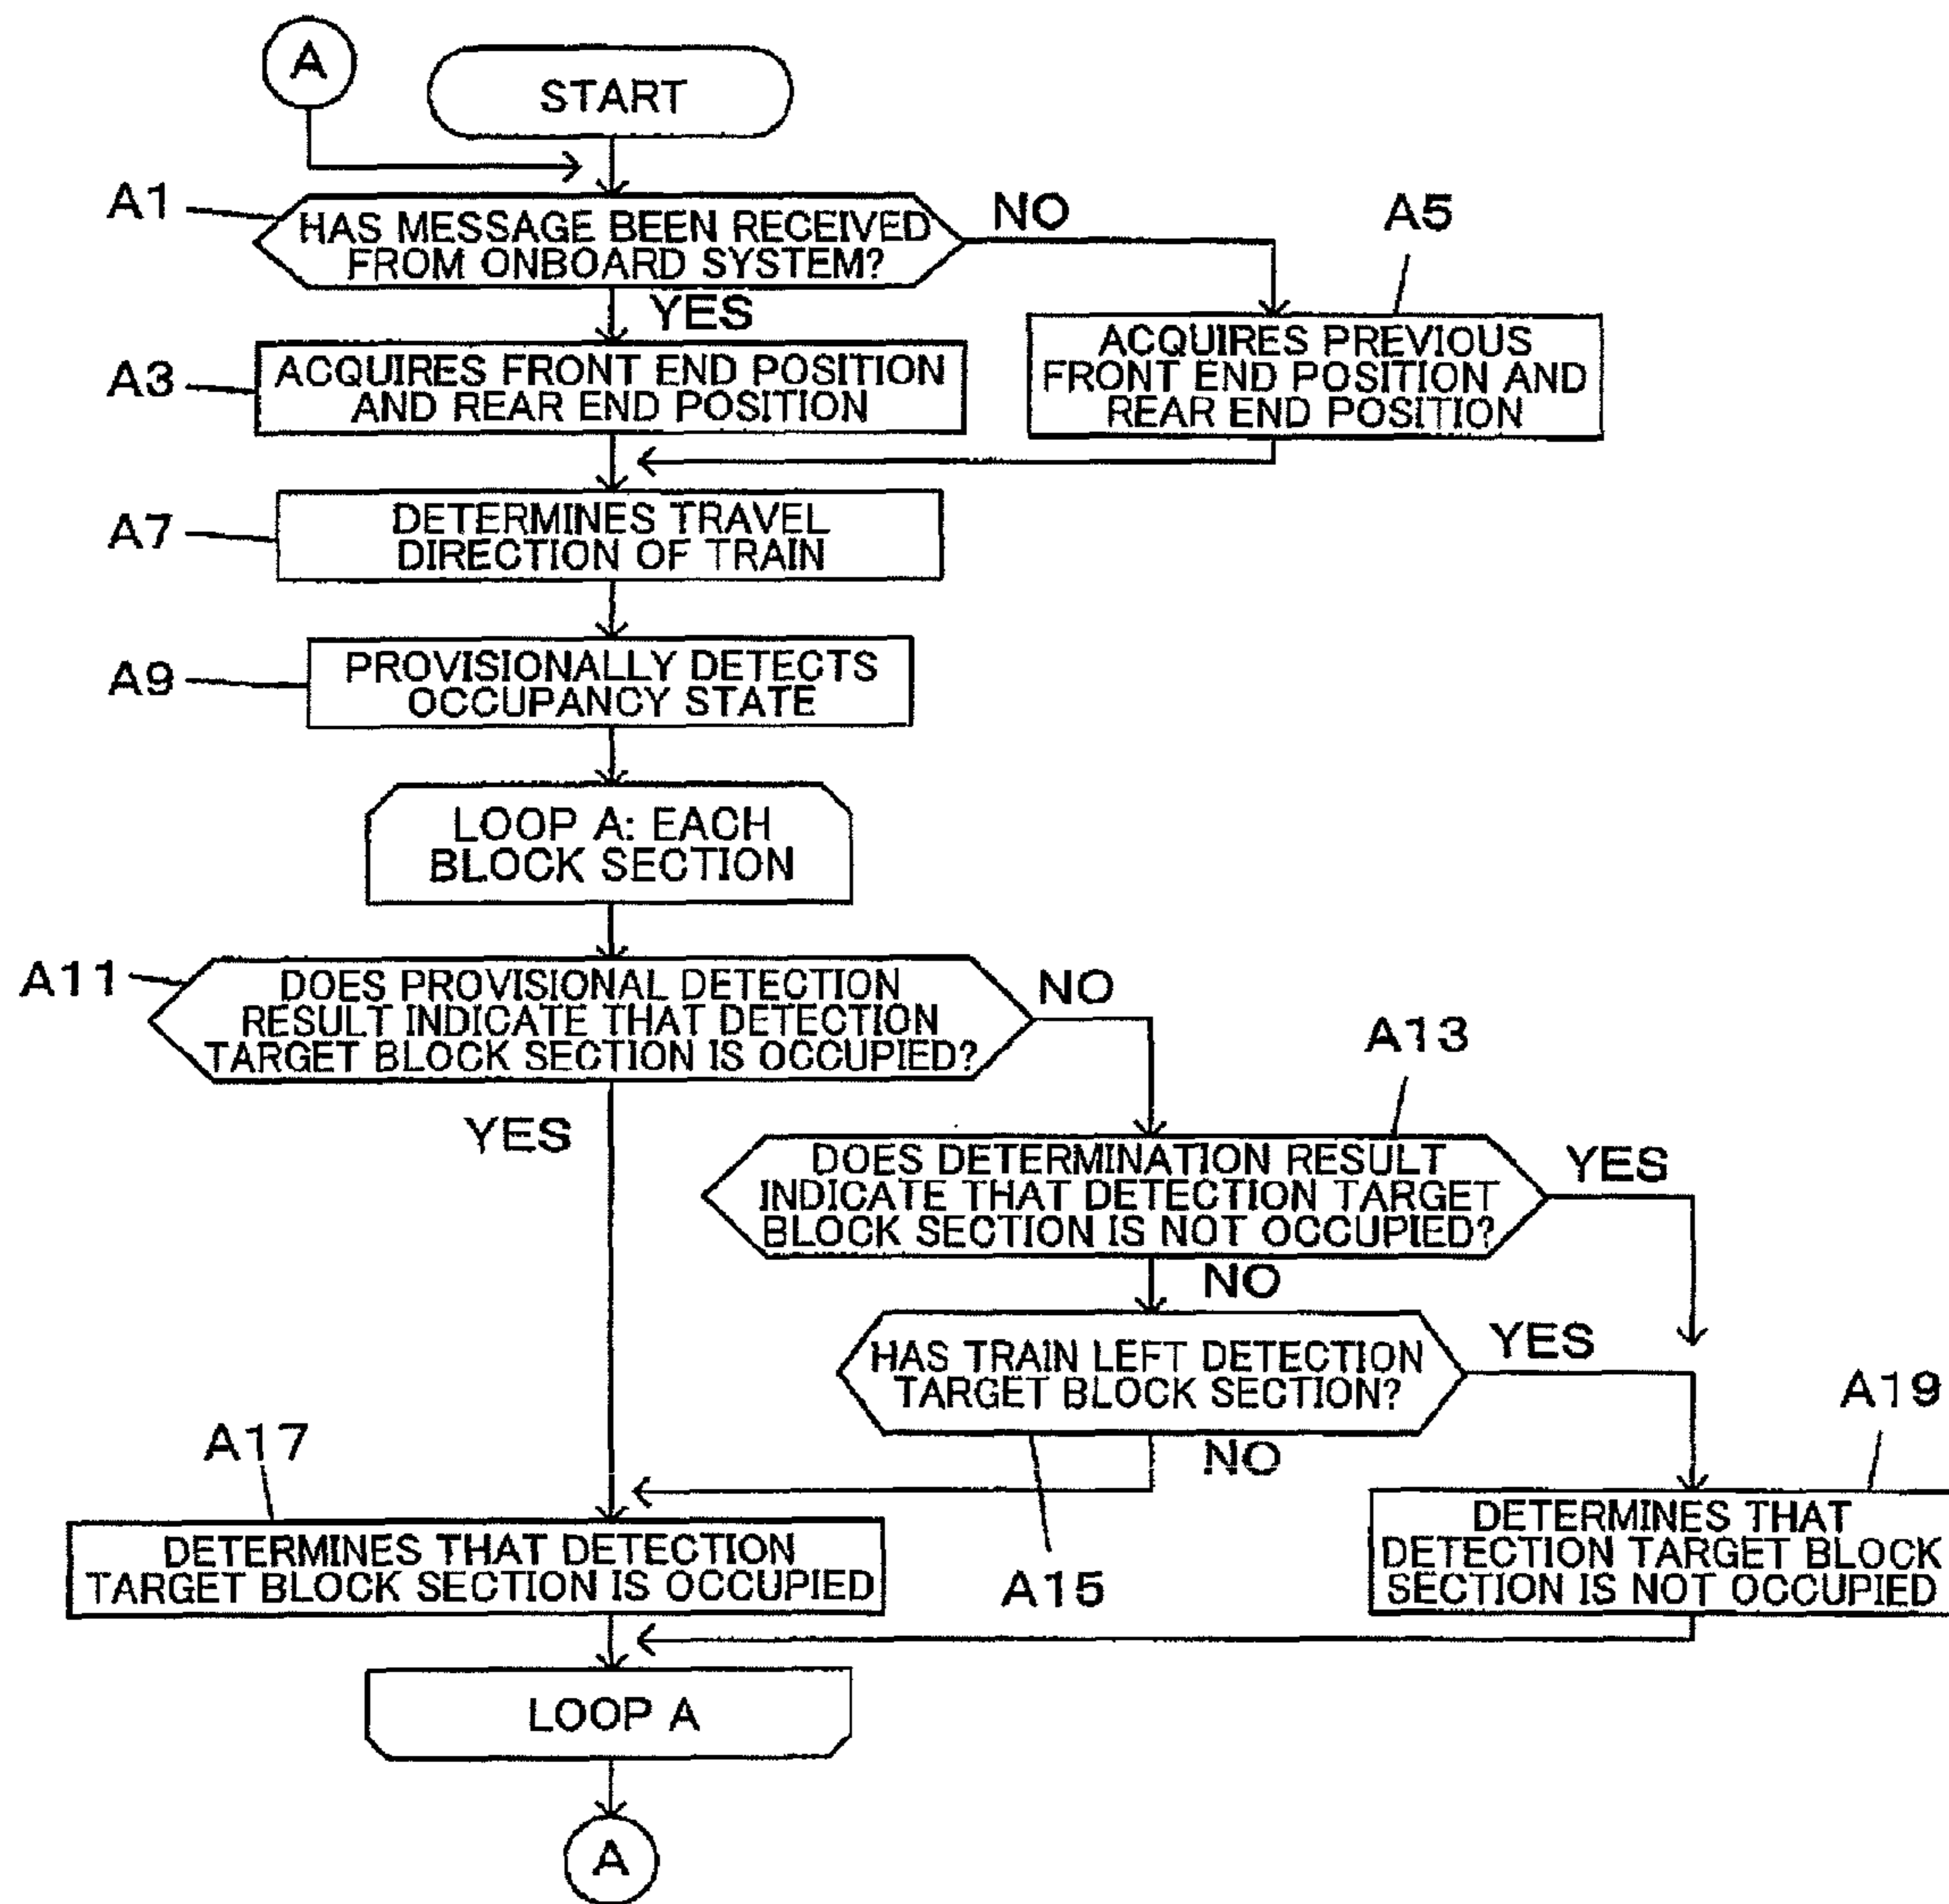 A
START
A1
HAS MESSAGE BEEN RECEIVED
FROM ONBOARD SYSTEM?
NO
A5
YES
A3
ACQUIRES FRONT END POSITION
AND REAR END POSITION
ACQUIRES PREVIOUS
FRONT END POSITION AND
REAR END POSITION
A7
DETERMINES TRAVEL
DIRECTION OF TRAIN
A9
PROVISIONALLY DETECTS
OCCUPANCY STATE
LOOP A: EACH
BLOCK SECTION
A11
DOES PROVISIONAL DETECTION
RESULT INDICATE THAT DETECTION
TARGET BLOCK SECTION IS OCCUPIED?
NO
A13
YES
DOES DETERMINATION RESULT
INDICATE THAT DETECTION TARGET
BLOCK SECTION IS NOT OCCUPIED?
YES
NO
HAS TRAIN LEFT DETECTION
TARGET BLOCK SECTION?
YES
A19
A17
NO
DETERMINES THAT DETECTION
TARGET BLOCK SECTION IS OCCUPIED
A15
DETERMINES THAT
DETECTION TARGET BLOCK
SECTION IS NOT OCCUPIED
LOOP A
A